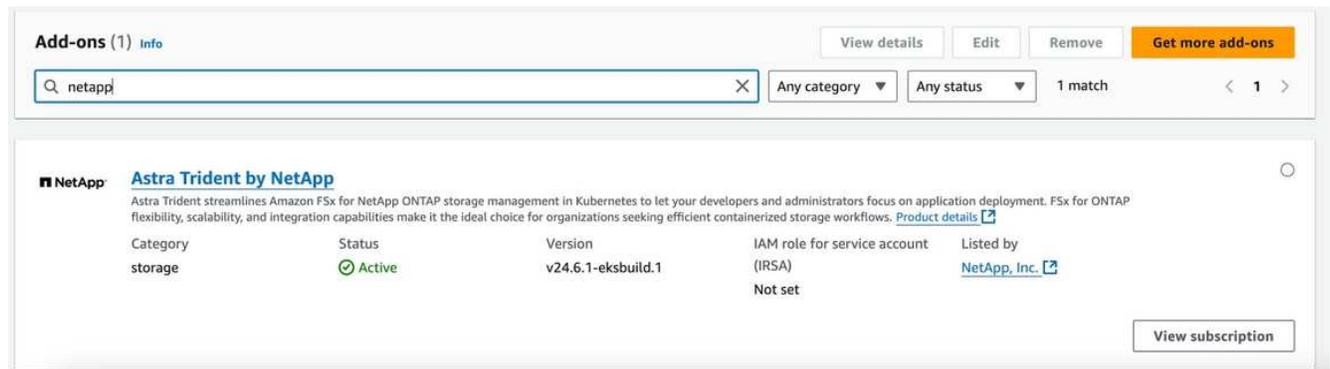 Add-ons (1) Info
View details
Edit
Remove
Get more add-ons
netapp
Any category
Any status
1 match
1
NetApp
Astra Trident by NetApp
Astra Trident streamlines Amazon FSx for NetApp ONTAP storage management in Kubernetes to let your developers and administrators focus on application deployment. FSx for ONTAP
flexibility, scalability, and integration capabilities make it the ideal choice for organizations seeking efficient containerized storage workflows. Product details
Category
storage
Status
Active
Version
v24.6.1-eksbuild.1
IAM role for service account
(IRSA)
Not set
Listed by
NetApp, Inc.
View subscription